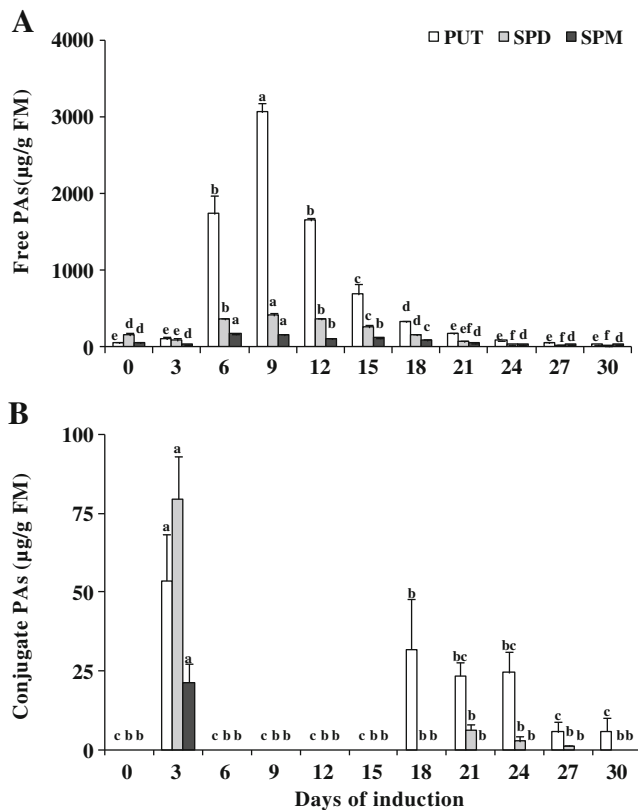 A
PUT SPD SPM
Free PAs(µg/g FM)
4000
3000
2000
1000
0
e d d e e d b b a a a a b b b c c b d d c e ef d e f d e f d e f d
0 3 6 9 12 15 18 21 24 27 30
B
Conjugate PAs (µg/g FM)
100
75
50
25
0
c b b a a a c b b c b b c b b c b b b b b bc b b bc b b c b b c b b
0 3 6 9 12 15 18 21 24 27 30
Days of induction